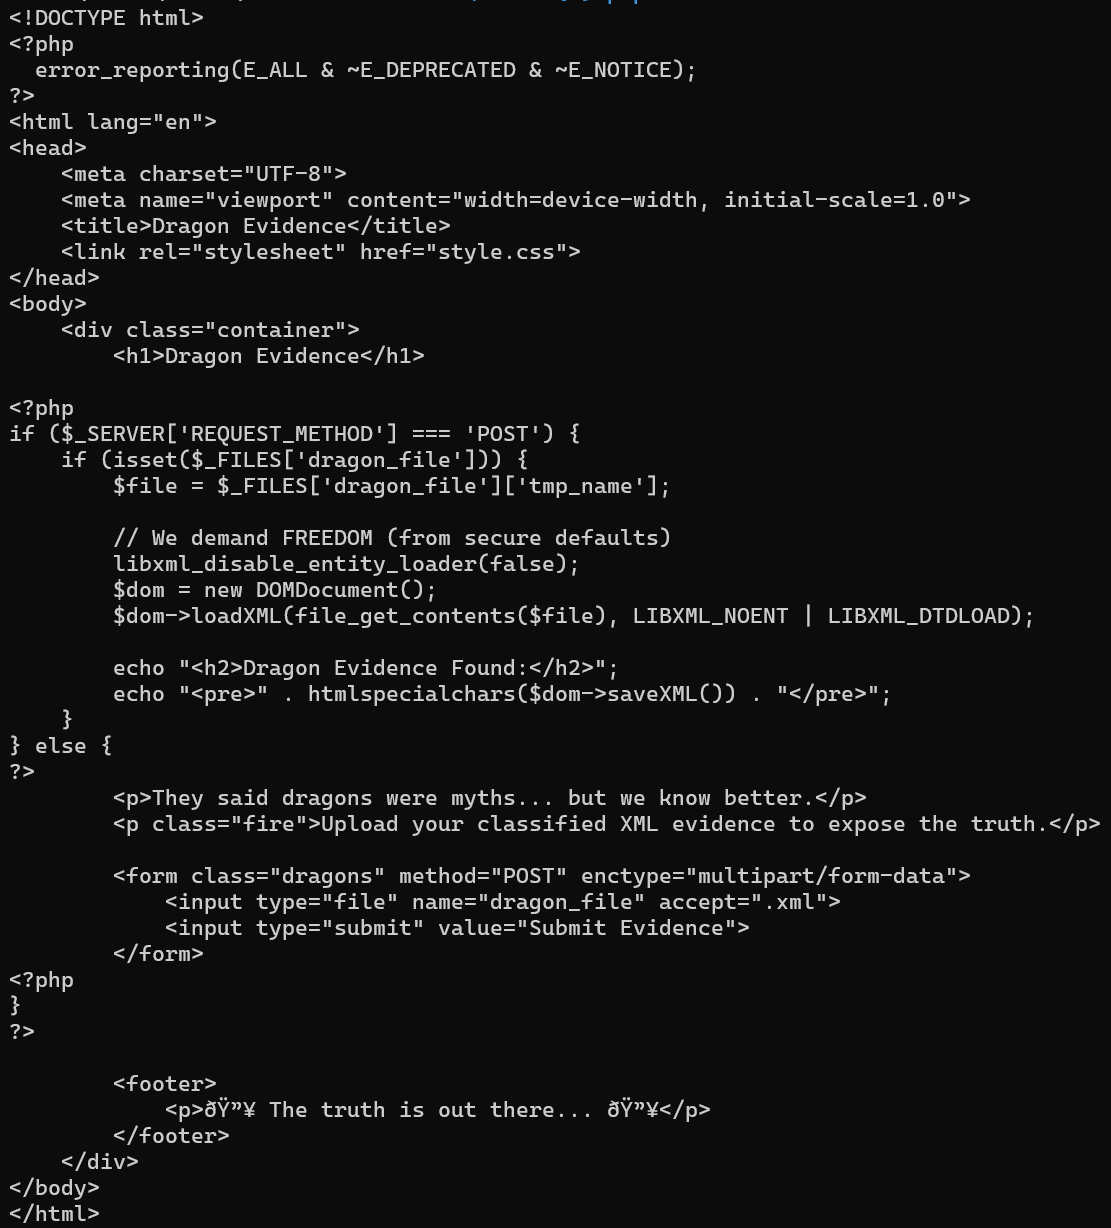 <!DOCTYPE html>
<?php
  error_reporting(E_ALL & ~E_DEPRECATED & ~E_NOTICE);
?>
<html lang="en">
<head>
    <meta charset="UTF-8">
    <meta name="viewport" content="width=device-width, initial-scale=1.0">
    <title>Dragon Evidence</title>
    <link rel="stylesheet" href="style.css">
</head>
<body>
    <div class="container">
        <h1>Dragon Evidence</h1>

<?php
if ($_SERVER['REQUEST_METHOD'] === 'POST') {
    if (isset($_FILES['dragon_file'])) {
        $file = $_FILES['dragon_file']['tmp_name'];

        // We demand FREEDOM (from secure defaults)
        libxml_disable_entity_loader(false);
        $dom = new DOMDocument();
        $dom->loadXML(file_get_contents($file), LIBXML_NOENT | LIBXML_DTDLOAD);

        echo "<h2>Dragon Evidence Found:</h2>";
        echo "<pre>" . htmlspecialchars($dom->saveXML()) . "</pre>";
    }
} else {
?>
        <p>They said dragons were myths... but we know better.</p>
        <p class="fire">Upload your classified XML evidence to expose the truth.</p>

        <form class="dragons" method="POST" enctype="multipart/form-data">
            <input type="file" name="dragon_file" accept=".xml">
            <input type="submit" value="Submit Evidence">
        </form>
<?php
}
?>

        <footer>
            <p>ðŸ”¥ The truth is out there... ðŸ”¥</p>
        </footer>
    </div>
</body>
</html>